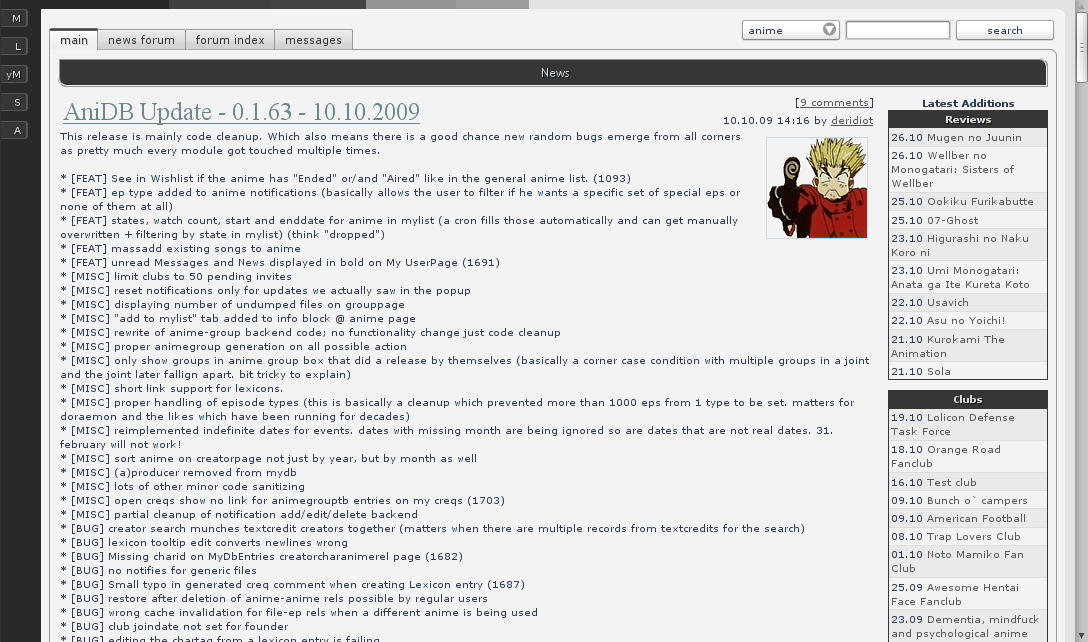 M
L
yM
S
A
main
news forum
forum index
messages
anime
search
News
AniDB Update - 0.1.63 - 10.10.2009
[9 comments]
10.10.09 14:16 by deridiot
This release is mainly code cleanup. Which also means there is a good chance new random bugs emerge from all corners
as pretty much every module got touched multiple times.
* [FEAT] See in Wishlist if the anime has "Ended" or/and "Aired" like in the general anime list. (1093)
* [FEAT] ep type added to anime notifications (basically allows the user to filter if he wants a specific set of special eps or
none of them at all)
* [FEAT] states, watch count, start and enddate for anime in mylist (a cron fills those automatically and can get manually
overwritten + filtering by state in mylist) (think "dropped")
* [FEAT] massadd existing songs to anime
* [FEAT] unread Messages and News displayed in bold on My UserPage (1691)
* [MISC] limit clubs to 50 pending invites
* [MISC] reset notifications only for updates we actually saw in the popup
* [MISC] displaying number of undumped files on grouppage
* [MISC] "add to mylist" tab added to info block @ anime page
* [MISC] rewrite of anime-group backend code; no functionality change just code cleanup
* [MISC] proper animegroup generation on all possible action
* [MISC] only show groups in anime group box that did a release by themselves (basically a corner case condition with multiple groups in a joint
and the joint later fallign apart. bit tricky to explain)
* [MISC] short link support for lexicons.
* [MISC] proper handling of episode types (this is basically a cleanup which prevented more than 1000 eps from 1 type to be set. matters for
doraemon and the likes which have been running for decades)
* [MISC] reimplemented indefinite dates for events. dates with missing month are being ignored so are dates that are not real dates. 31.
february will not work!
* [MISC] sort anime on creatorpage not just by year, but by month as well
* [MISC] (a)producer removed from mydb
* [MISC] lots of other minor code sanitizing
* [MISC] open creqs show no link for animegrouptb entries on my creqs (1703)
* [MISC] partial cleanup of notification add/edit/delete backend
* [BUG] creator search munches textcredit creators together (matters when there are multiple records from textcredits for the search)
* [BUG] lexicon tooltip edit converts newlines wrong
* [BUG] Missing charid on MyDbEntries creatorcharanimerel page (1682)
* [BUG] no notifies for generic files
* [BUG] Small typo in generated creq comment when creating Lexicon entry (1687)
* [BUG] restore after deletion of anime-anime rels possible by regular users
* [BUG] wrong cache invalidation for file-ep rels when a different anime is being used
* [BUG] club joindate not set for founder
* [BUG] editing the chartag from a lexicon entry is failing
Latest Additions
Reviews
26.10 Mugen no Juunin
26.10 Wellber no
Monogatari: Sisters of
Wellber
25.10 Ookiku Furikabutte
25.10 07-Ghost
23.10 Higurashi no Naku
Koro ni
23.10 Umi Monogatari:
Anata ga Ite Kureta Koto
22.10 Usavich
22.10 Asu no Yoichi!
21.10 Kurokami The
Animation
21.10 Sola
Clubs
19.10 Lolicon Defense
Task Force
18.10 Orange Road
Fanclub
16.10 Test club
09.10 Bunch o` campers
09.10 American Football
08.10 Trap Lovers Club
01.10 Noto Mamiko Fan
Club
25.09 Awesome Hentai
Face Fanclub
23.09 Dementia, mindfuck
and psychological anime